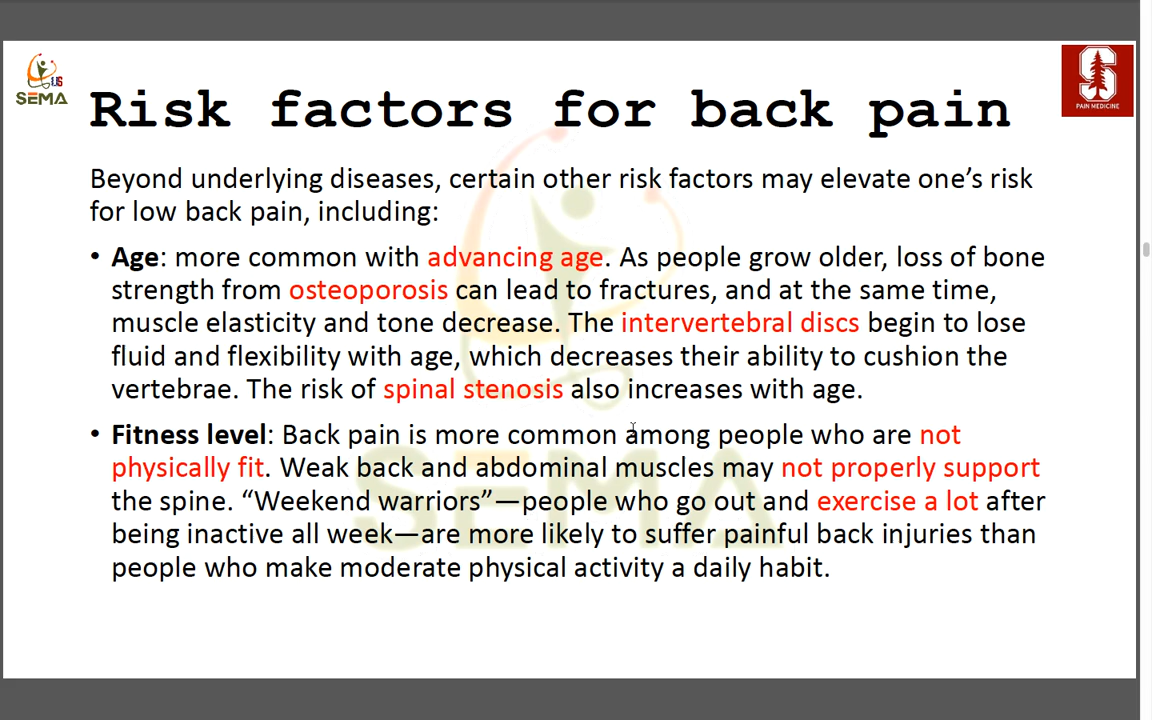 US
SEMA
S
PAIN MEDICINE
Risk factors for back pain
Beyond underlying diseases, certain other risk factors may elevate one’s risk
for low back pain, including:
• Age: more common with advancing age. As people grow older, loss of bone
strength from osteoporosis can lead to fractures, and at the same time,
muscle elasticity and tone decrease. The intervertebral discs begin to lose
fluid and flexibility with age, which decreases their ability to cushion the
vertebrae. The risk of spinal stenosis also increases with age.
• Fitness level: Back pain is more common among people who are not
physically fit. Weak back and abdominal muscles may not properly support
the spine. “Weekend warriors”—people who go out and exercise a lot after
being inactive all week—are more likely to suffer painful back injuries than
people who make moderate physical activity a daily habit.
SEMA